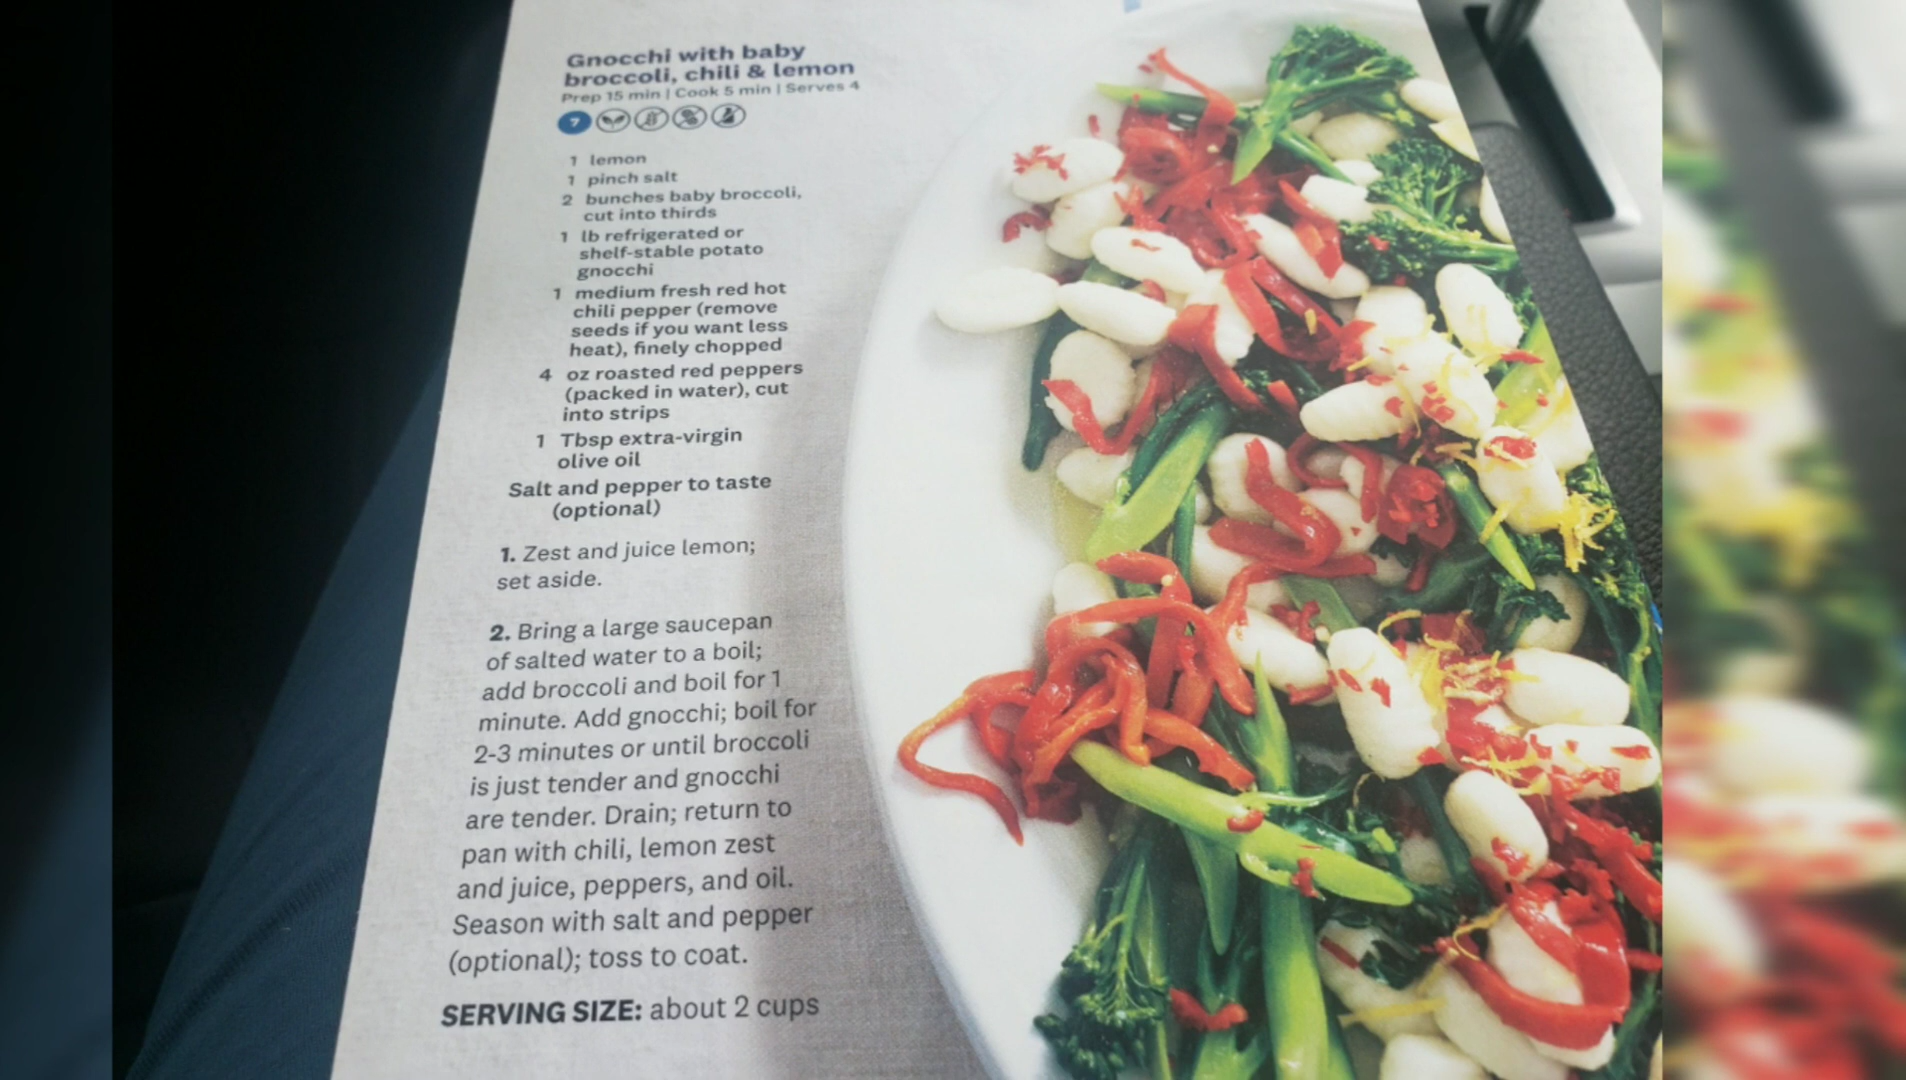 Gnocchi with baby
broccoli, chili & lemon
Prep 15 min | Cook 5 min | Serves 4
7
1 lemon
1 pinch salt
2 bunches baby broccoli,
cut into thirds
1 lb refrigerated or
shelf-stable potato
gnocchi
1 medium fresh red hot
chili pepper (remove
seeds if you want less
heat), finely chopped
4 oz roasted red peppers
(packed in water), cut
into strips
1 Tbsp extra-virgin
olive oil
Salt and pepper to taste
(optional)
1. Zest and juice lemon;
set aside.
2. Bring a large saucepan
of salted water to a boil;
add broccoli and boil for 1
minute. Add gnocchi; boil for
2-3 minutes or until broccoli
is just tender and gnocchi
are tender. Drain; return to
pan with chili, lemon zest
and juice, peppers, and oil.
Season with salt and pepper
(optional); toss to coat.
SERVING SIZE: about 2 cups